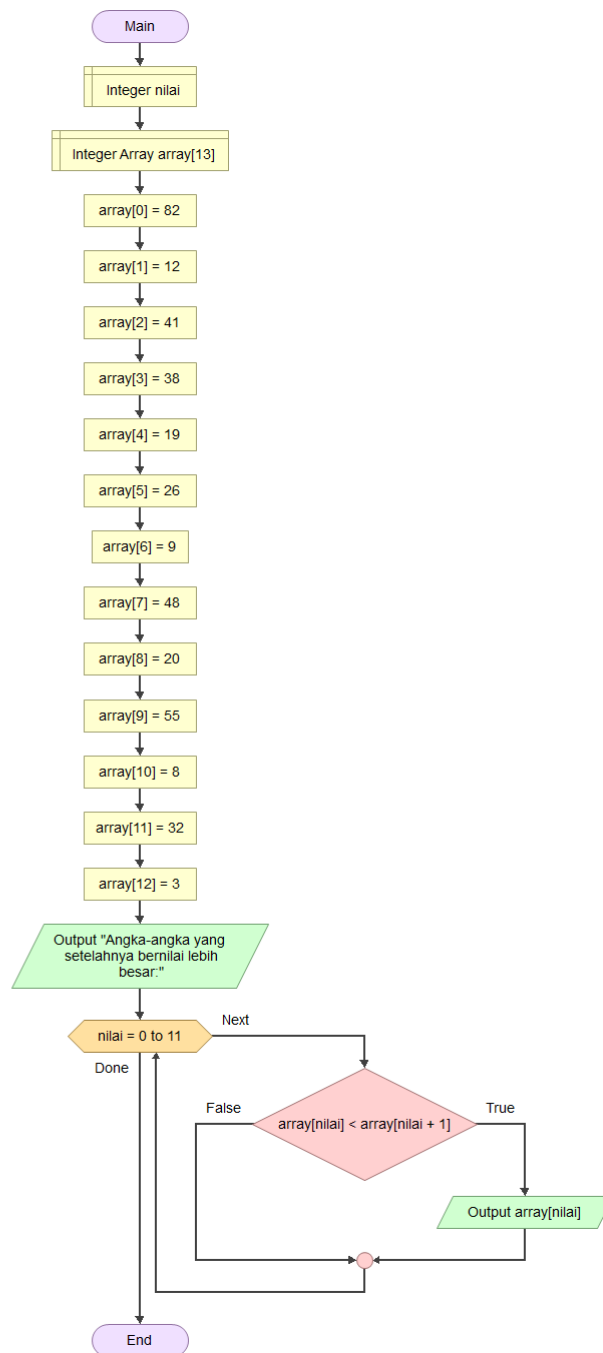 Main
Integer nilai
Integer Array array[13]
array[0] = 82
array[1] = 12
array[2] = 41
array[3] = 38
array[4] = 19
array[5] = 26
array[6] = 9
array[7] = 48
array[8] = 20
array[9] = 55
array[10] = 8
array[11] = 32
array[12] = 3
Output "Angka-angka yang
setelahnya bernilai lebih
besar:"
nilai = 0 to 11
Next
Done
False
array[nilai] < array[nilai + 1]
True
Output array[nilai]
End